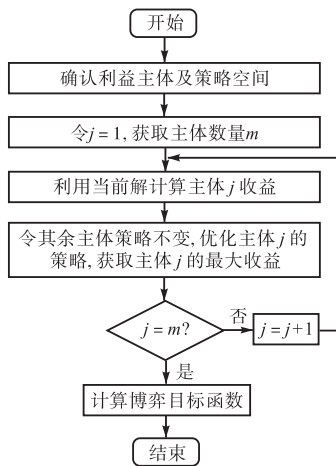 开始
确认利益主体及策略空间
令j=1,获取主体数量m
利用当前解计算主体j收益
令其余主体策略不变,优化主体j的
策略,获取主体j的最大收益
j=m?
否
j=j+1
是
计算博弈目标函数
结束